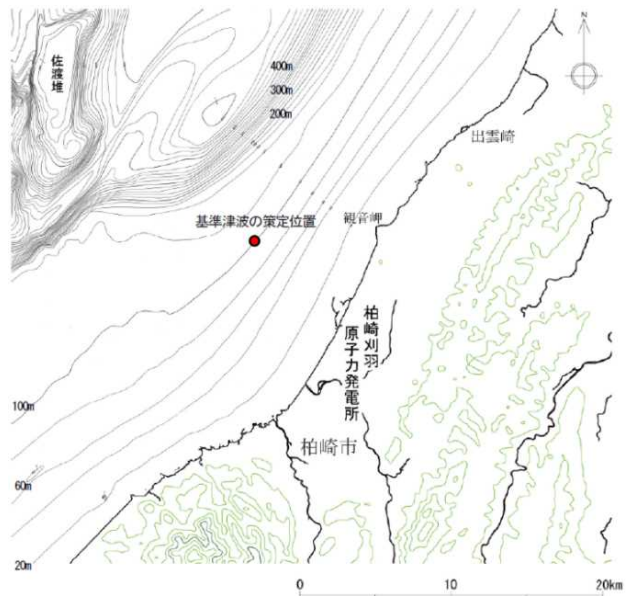 N
佐渡堆
400m
300m
200m
出雲崎
基準津波の策定位置
観音岬
柏崎刈羽
原子力発電所
100m
柏崎市
60m
20m
0 10 20km